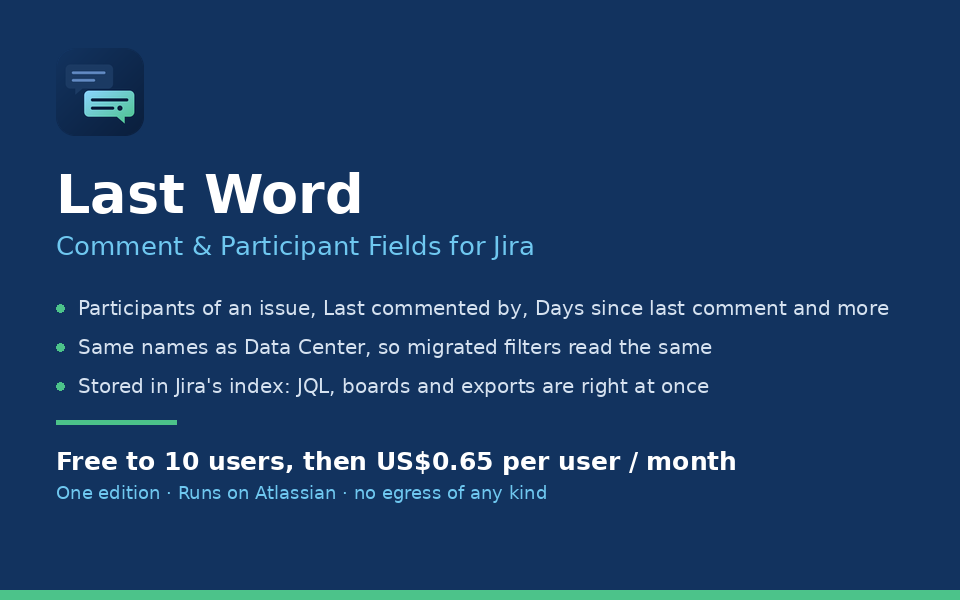 Last Word
Comment & Participant Fields for Jira
Participants of an issue, Last commented by, Days since last comment and more
Same names as Data Center, so migrated filters read the same
Stored in Jira's index: JQL, boards and exports are right at once
Free to 10 users, then US$0.65 per user / month
One edition · Runs on Atlassian · no egress of any kind